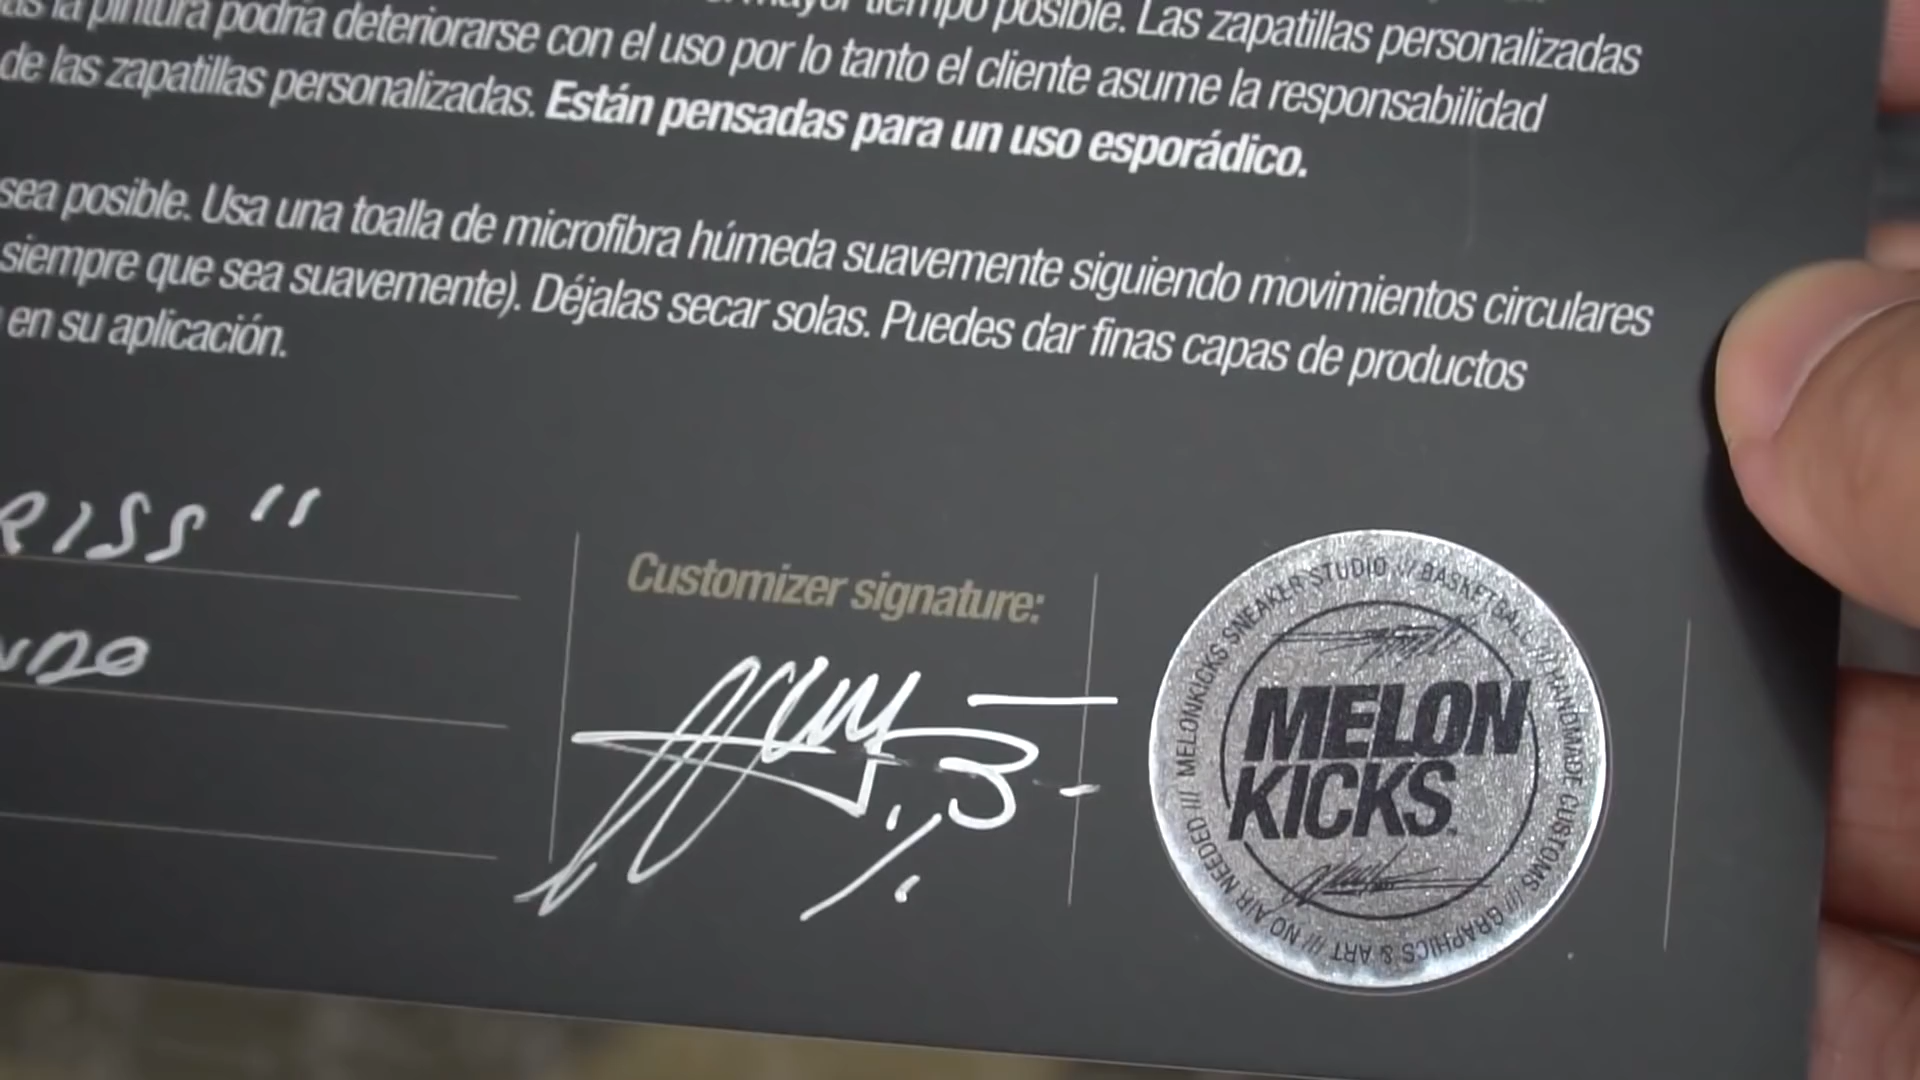 tiempo posible. Las zapatillas personalizadas
la pintura podría deteriorarse con el uso por lo tanto el cliente asume la responsabilidad
de las zapatillas personalizadas. Están pensadas para un uso esporádico.
sea posible. Usa una toalla de microfibra húmeda suavemente siguiendo movimientos circulares
siempre que sea suavemente). Déjalas secar solas. Puedes dar finas capas de productos
en su aplicación.
RISS"
Customizer signature:
MELONKICKS SNEAKER STUDIO /// BASKETBALL /// HANDMADE CUSTOMS /// GRAPHICS & ART /// NO AIR NEEDED ///
MELON
KICKS